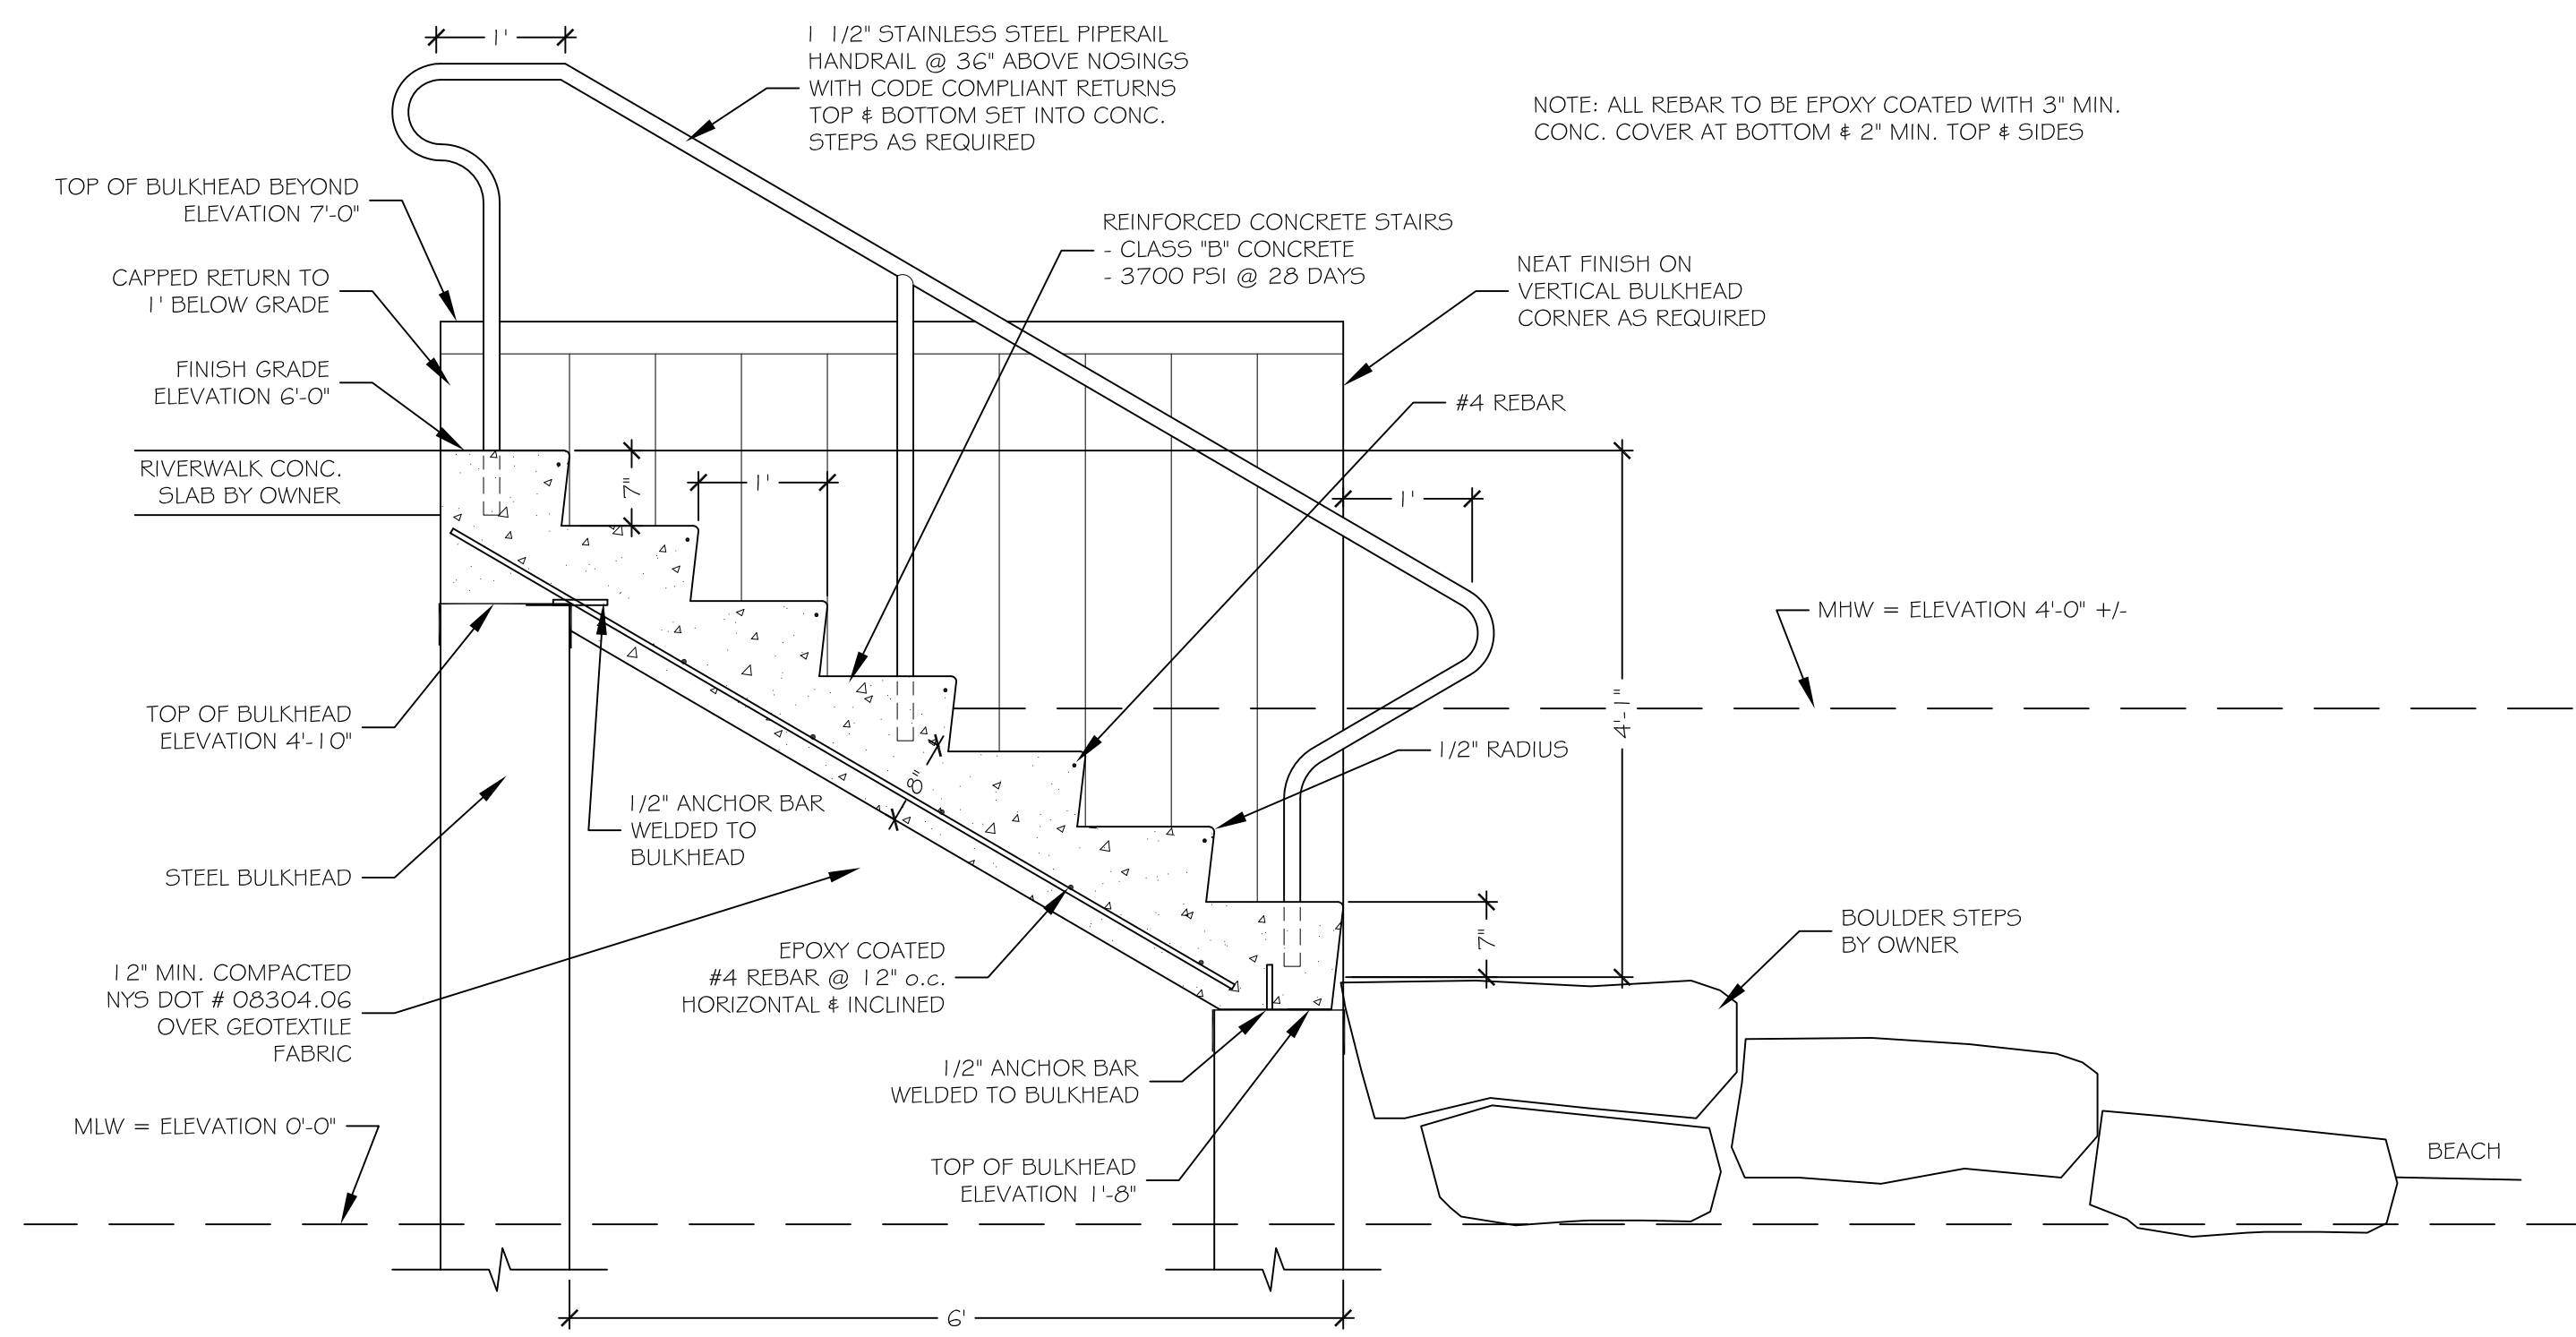 1'
1 1/2" STAINLESS STEEL PIPERAIL
HANDRAIL @ 36" ABOVE NOSINGS
WITH CODE COMPLIANT RETURNS
TOP & BOTTOM SET INTO CONC.
STEPS AS REQUIRED
NOTE: ALL REBAR TO BE EPOXY COATED WITH 3" MIN.
CONC. COVER AT BOTTOM & 2" MIN. TOP & SIDES
TOP OF BULKHEAD BEYOND
ELEVATION 7'-0"
REINFORCED CONCRETE STAIRS
- CLASS "B" CONCRETE
- 3700 PSI @ 28 DAYS
NEAT FINISH ON
VERTICAL BULKHEAD
CORNER AS REQUIRED
CAPPED RETURN TO
1' BELOW GRADE
FINISH GRADE
ELEVATION 6'-0"
#4 REBAR
RIVERWALK CONC.
SLAB BY OWNER
7"
1'
1'
MHW = ELEVATION 4'-0" +/-
4'-1"
TOP OF BULKHEAD
ELEVATION 4'-10"
1/2" RADIUS
8"
1/2" ANCHOR BAR
WELDED TO
BULKHEAD
STEEL BULKHEAD
7"
BOULDER STEPS
BY OWNER
EPOXY COATED
#4 REBAR @ 12" o.c.
HORIZONTAL & INCLINED
12" MIN. COMPACTED
NYS DOT # 08304.06
OVER GEOTEXTILE
FABRIC
1/2" ANCHOR BAR
WELDED TO BULKHEAD
MLW = ELEVATION 0'-0"
TOP OF BULKHEAD
ELEVATION 1'-8"
BEACH
6'